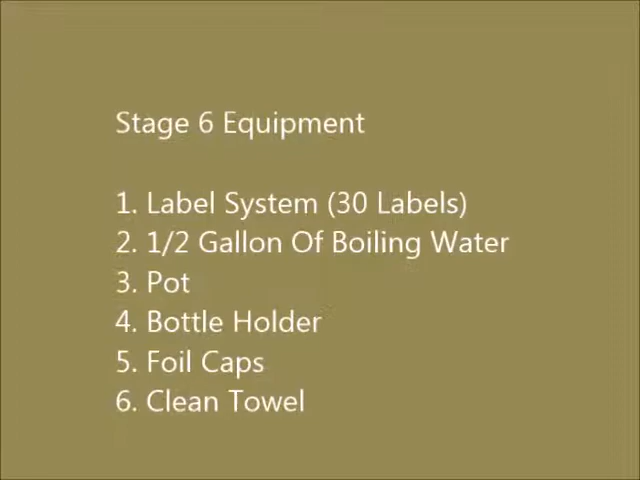 Stage 6 Equipment
1. Label System (30 Labels)
2. 1/2 Gallon Of Boiling Water
3. Pot
4. Bottle Holder
5. Foil Caps
6. Clean Towel